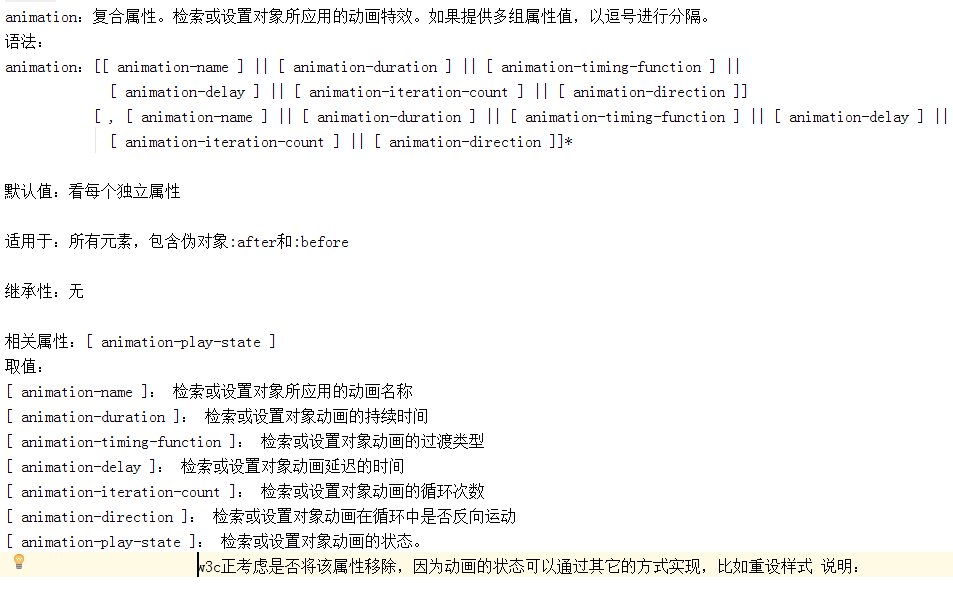 animation：复合属性。检索或设置对象所应用的动画特效。如果提供多组属性值，以逗号进行分隔。
语法：
animation：[[ animation-name ] || [ animation-duration ] || [ animation-timing-function ] ||
[ animation-delay ] || [ animation-iteration-count ] || [ animation-direction ]]
[ , [ animation-name ] || [ animation-duration ] || [ animation-timing-function ] || [ animation-delay ] ||
[ animation-iteration-count ] || [ animation-direction ]]*
默认值：看每个独立属性
适用于：所有元素，包含伪对象:after和:before
继承性：无
相关属性：[ animation-play-state ]
取值：
[ animation-name ]： 检索或设置对象所应用的动画名称
[ animation-duration ]： 检索或设置对象动画的持续时间
[ animation-timing-function ]： 检索或设置对象动画的过渡类型
[ animation-delay ]： 检索或设置对象动画延迟的时间
[ animation-iteration-count ]： 检索或设置对象动画的循环次数
[ animation-direction ]： 检索或设置对象动画在循环中是否反向运动
[ animation-play-state ]： 检索或设置对象动画的状态。
w3c正考虑是否将该属性移除，因为动画的状态可以通过其它的方式实现，比如重设样式 说明：